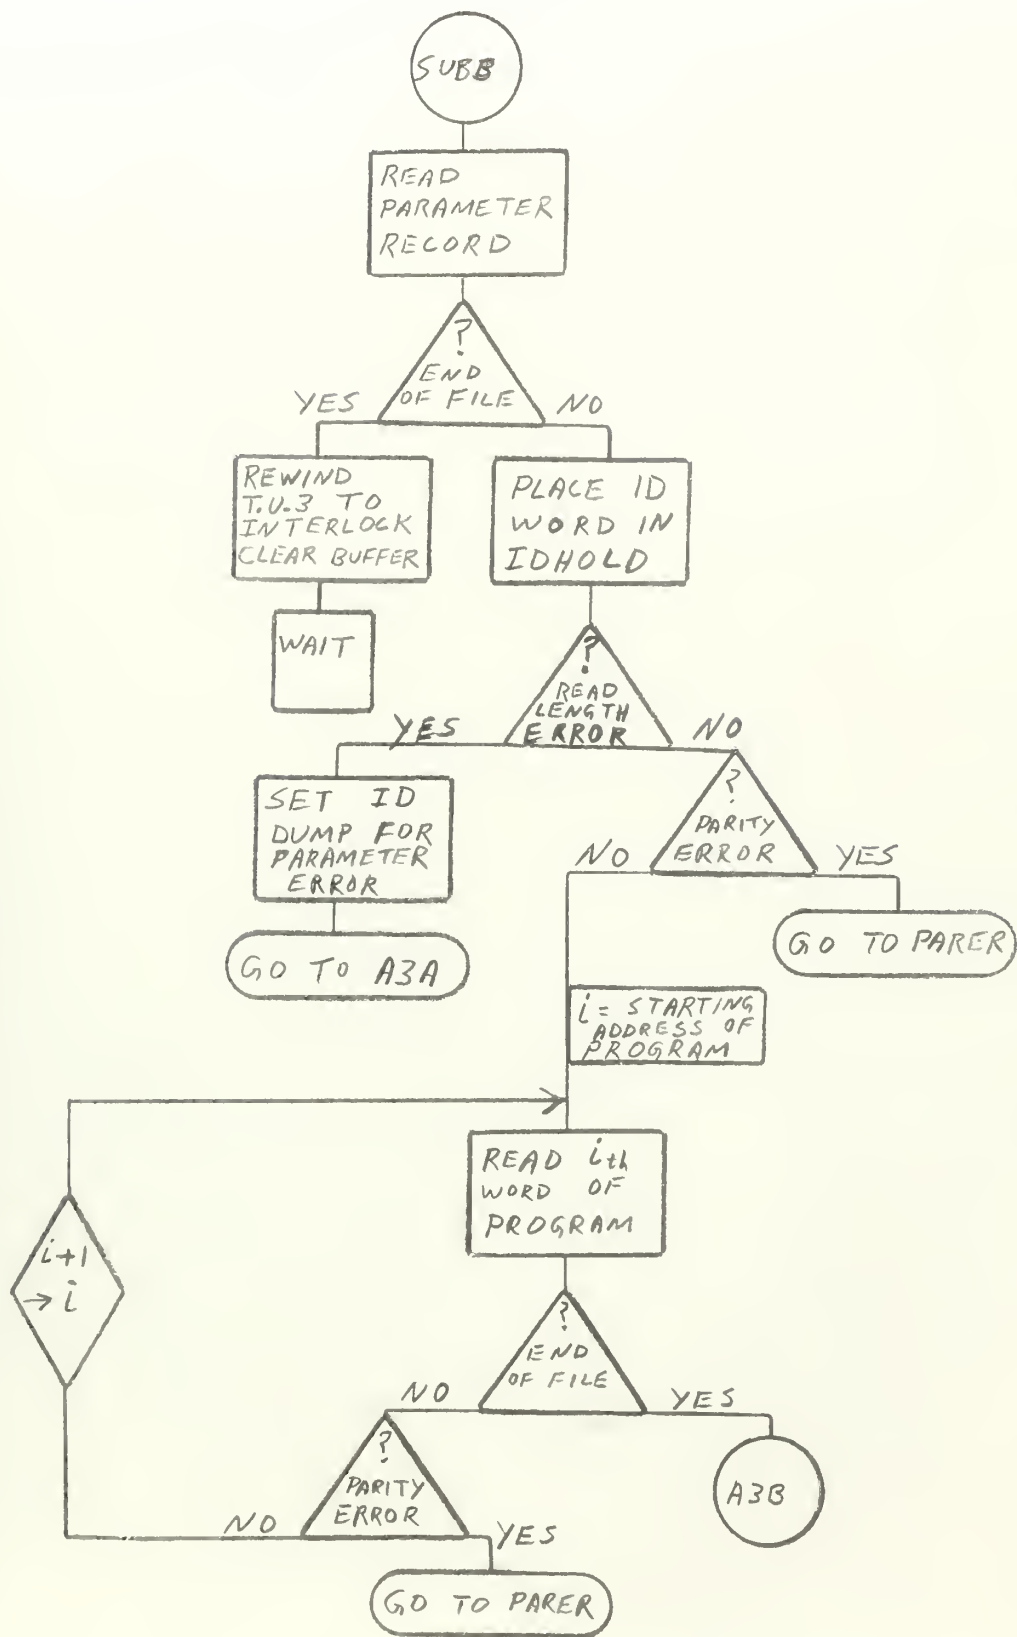 SUBB
READ
PARAMETER
RECORD
?
END
OF FILE
YES
NO
REWIND
T.U.3 TO
INTERLOCK
CLEAR BUFFER
PLACE ID
WORD IN
IDHOLD
WAIT
?
READ
LENGTH
ERROR
YES
NO
SET ID
DUMP FOR
PARAMETER
ERROR
?
PARITY
ERROR
NO
YES
GO TO A3A
GO TO PARER
i = STARTING
ADDRESS OF
PROGRAM
READ ith
WORD OF
PROGRAM
i+1
→ i
?
END
OF FILE
NO
YES
?
PARITY
ERROR
A3B
NO
YES
GO TO PARER